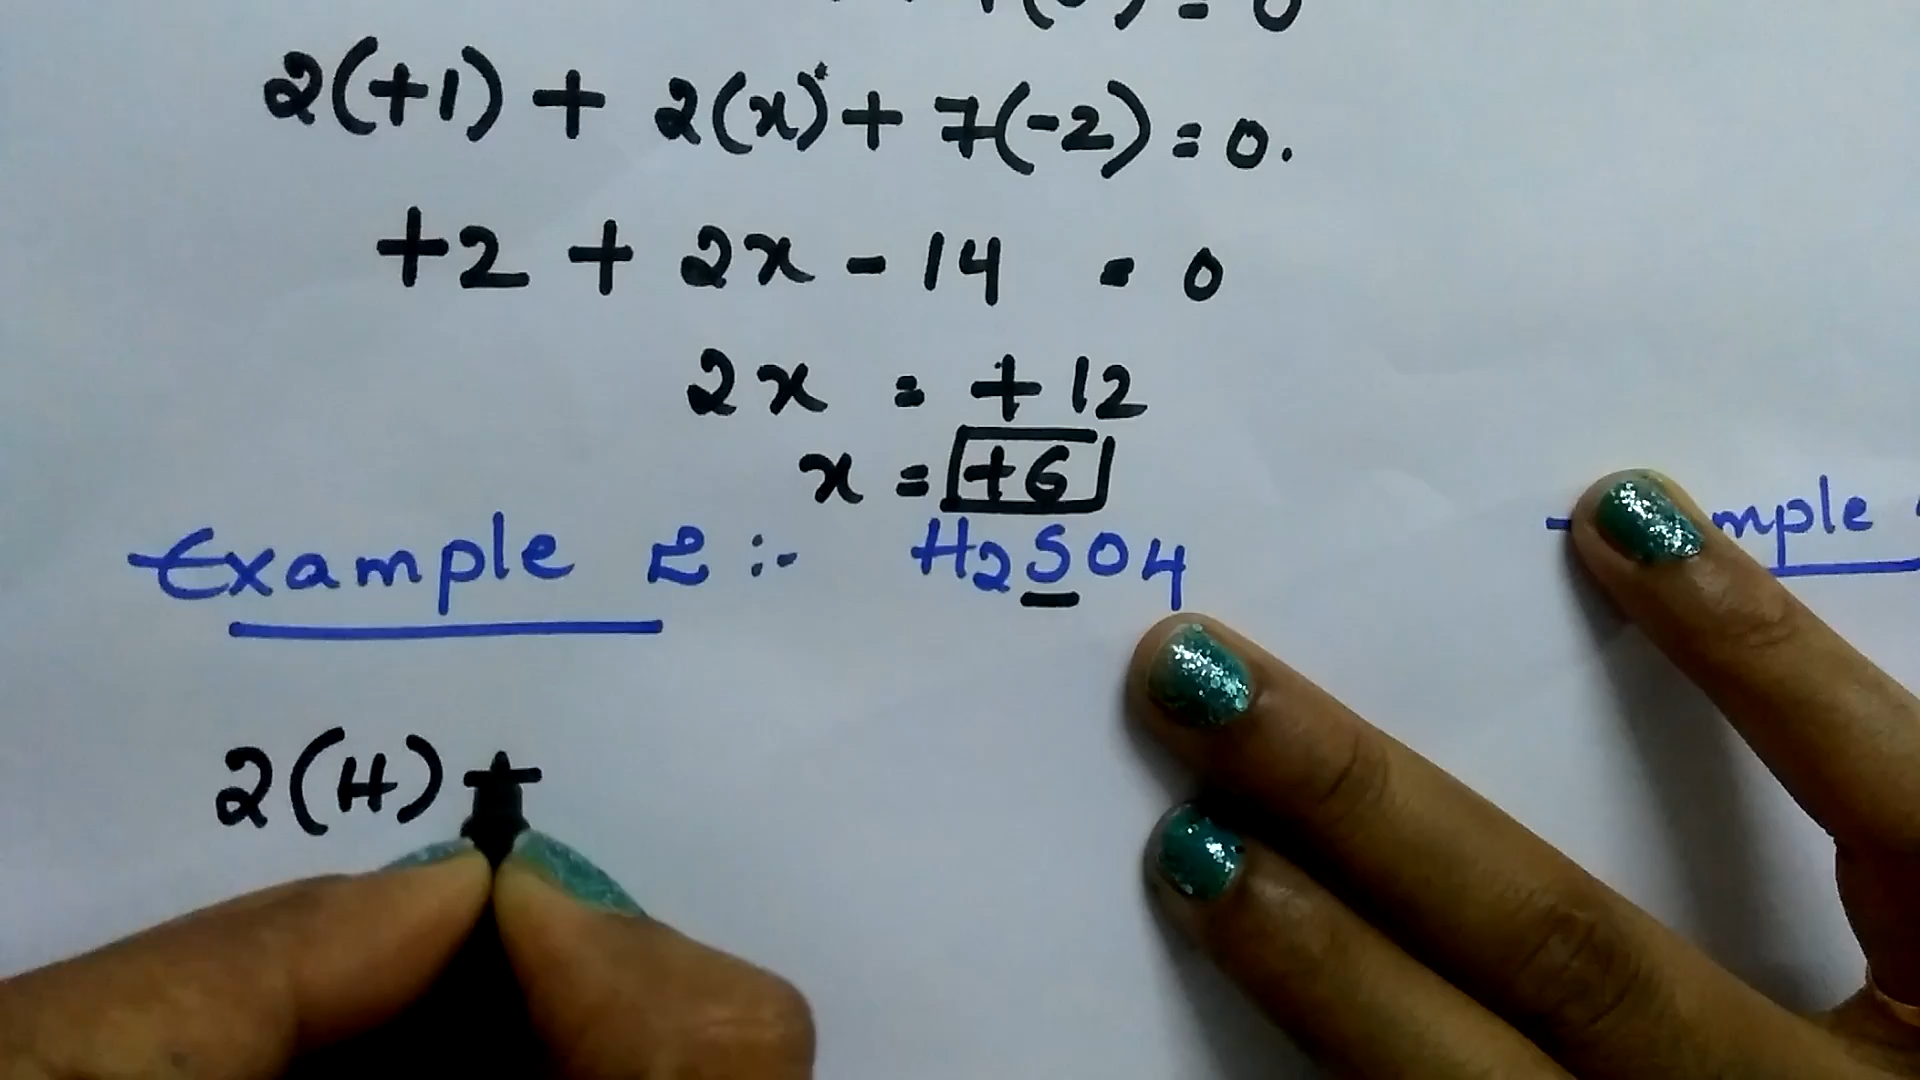 2(+1) + 2(x) + 7(-2) = 0.
+2 + 2x - 14 = 0
2x = + 12
x = +6
Example 2 :- H2SO4
mple
2(H) +